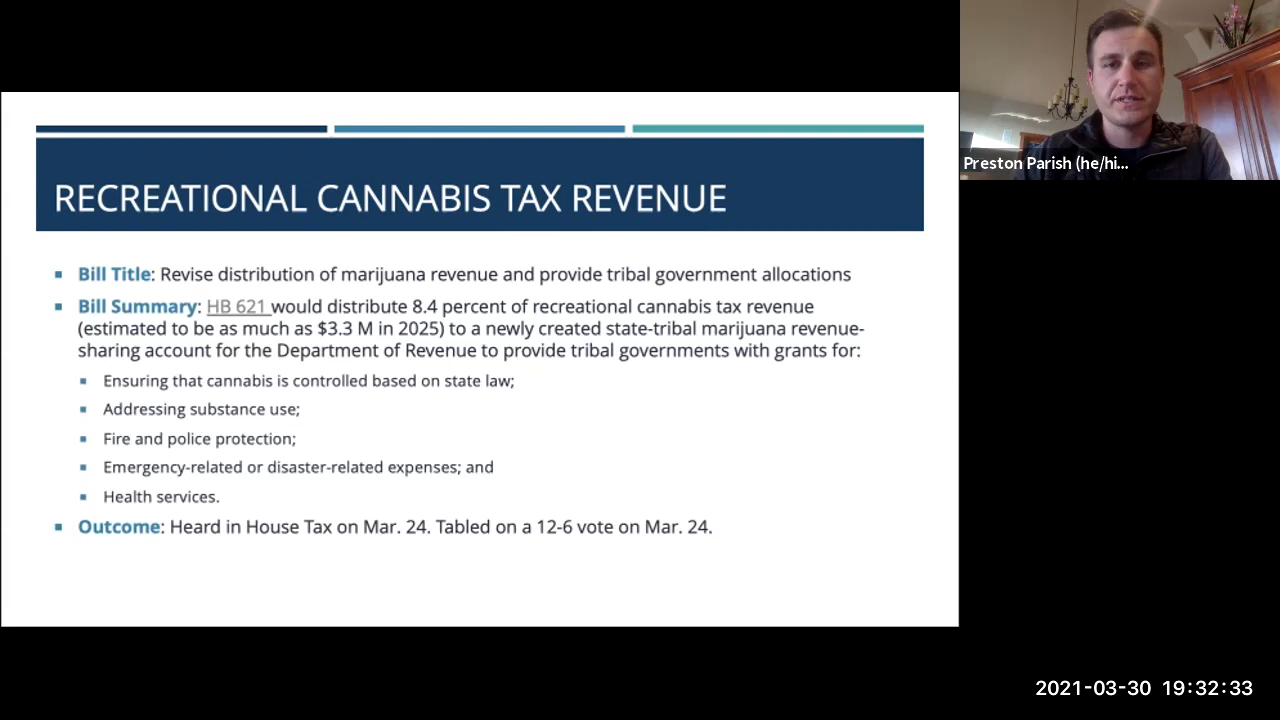 RECREATIONAL CANNABIS TAX REVENUE
Bill Title: Revise distribution of marijuana revenue and provide tribal government allocations
Bill Summary: HB 621 would distribute 8.4 percent of recreational cannabis tax revenue
(estimated to be as much as $3.3 M in 2025) to a newly created state-tribal marijuana revenue-
sharing account for the Department of Revenue to provide tribal governments with grants for:
Ensuring that cannabis is controlled based on state law;
Addressing substance use;
Fire and police protection;
Emergency-related or disaster-related expenses; and
Health services.
Outcome: Heard in House Tax on Mar. 24. Tabled on a 12-6 vote on Mar. 24.
Preston Parish (he/hi...
2021-03-30 19:32:33